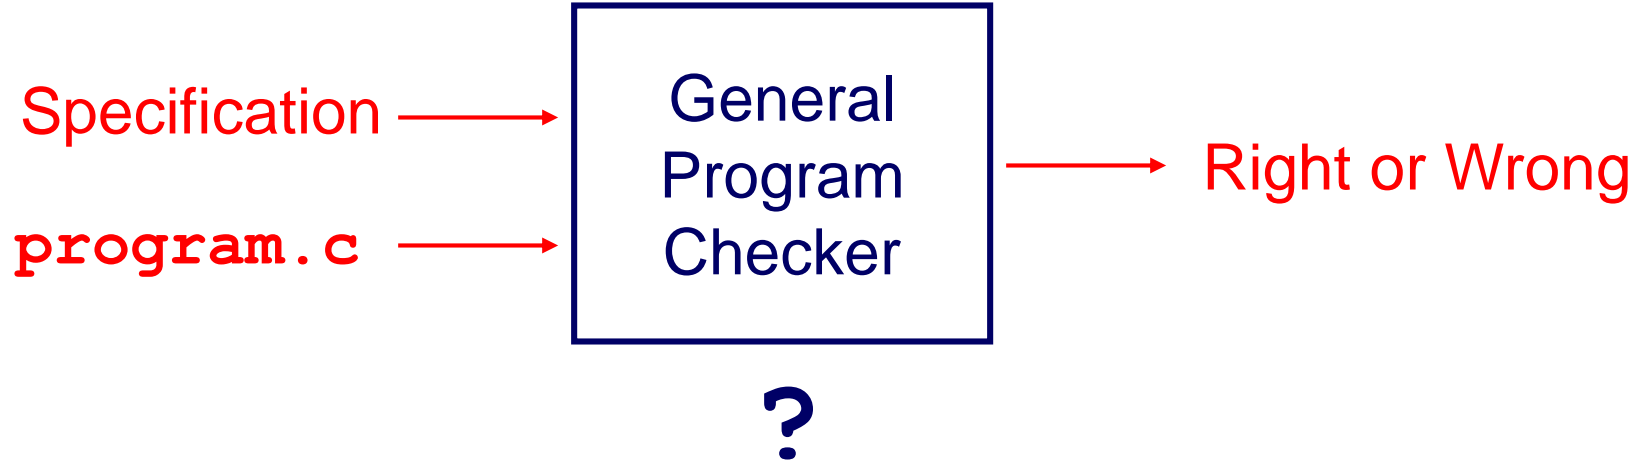 Specification
program.c
General
Program
Checker
Right or Wrong
?